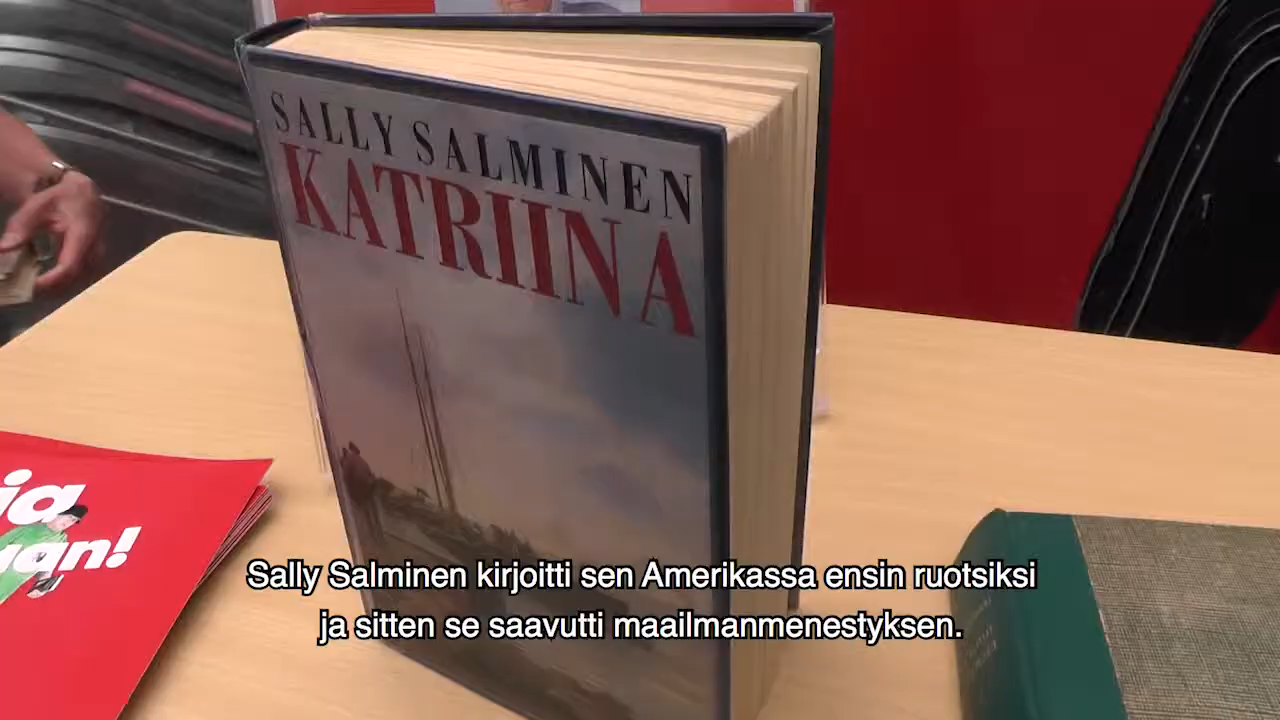 SALLY SALMINEN
KATRIINA
Sally Salminen kirjoitti sen Amerikassa ensin ruotsiksi
ja sitten se saavutti maailmanmenestyksen.